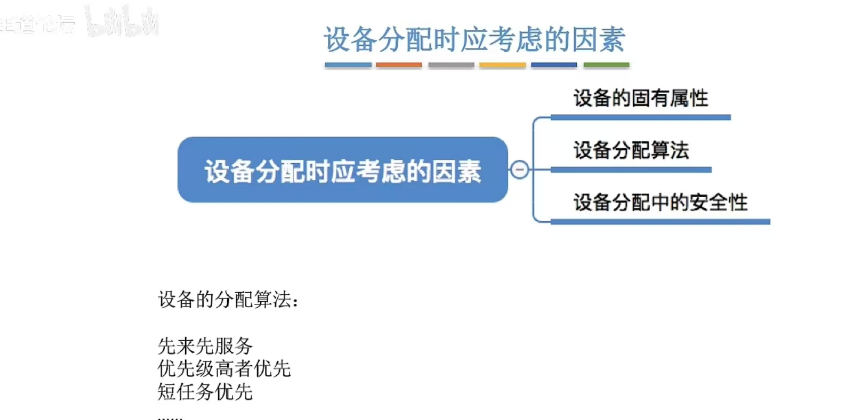 设备分配时应考虑的因素
设备的固有属性
设备分配时应考虑的因素
设备分配算法
设备分配中的安全性
设备的分配算法：
先来先服务
优先级高者优先
短任务优先
......